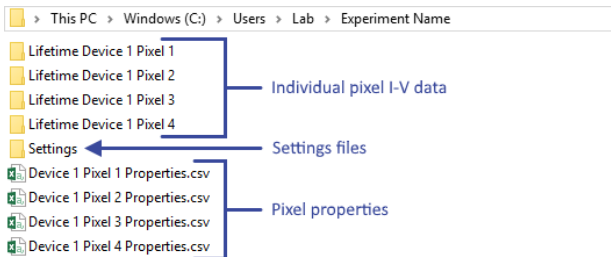 This PC > Windows (C:) > Users > Lab > Experiment Name
Lifetime Device 1 Pixel 1
Lifetime Device 1 Pixel 2
Lifetime Device 1 Pixel 3
Lifetime Device 1 Pixel 4
Individual pixel I-V data
Settings
Settings files
Device 1 Pixel 1 Properties.csv
Device 1 Pixel 2 Properties.csv
Device 1 Pixel 3 Properties.csv
Device 1 Pixel 4 Properties.csv
Pixel properties